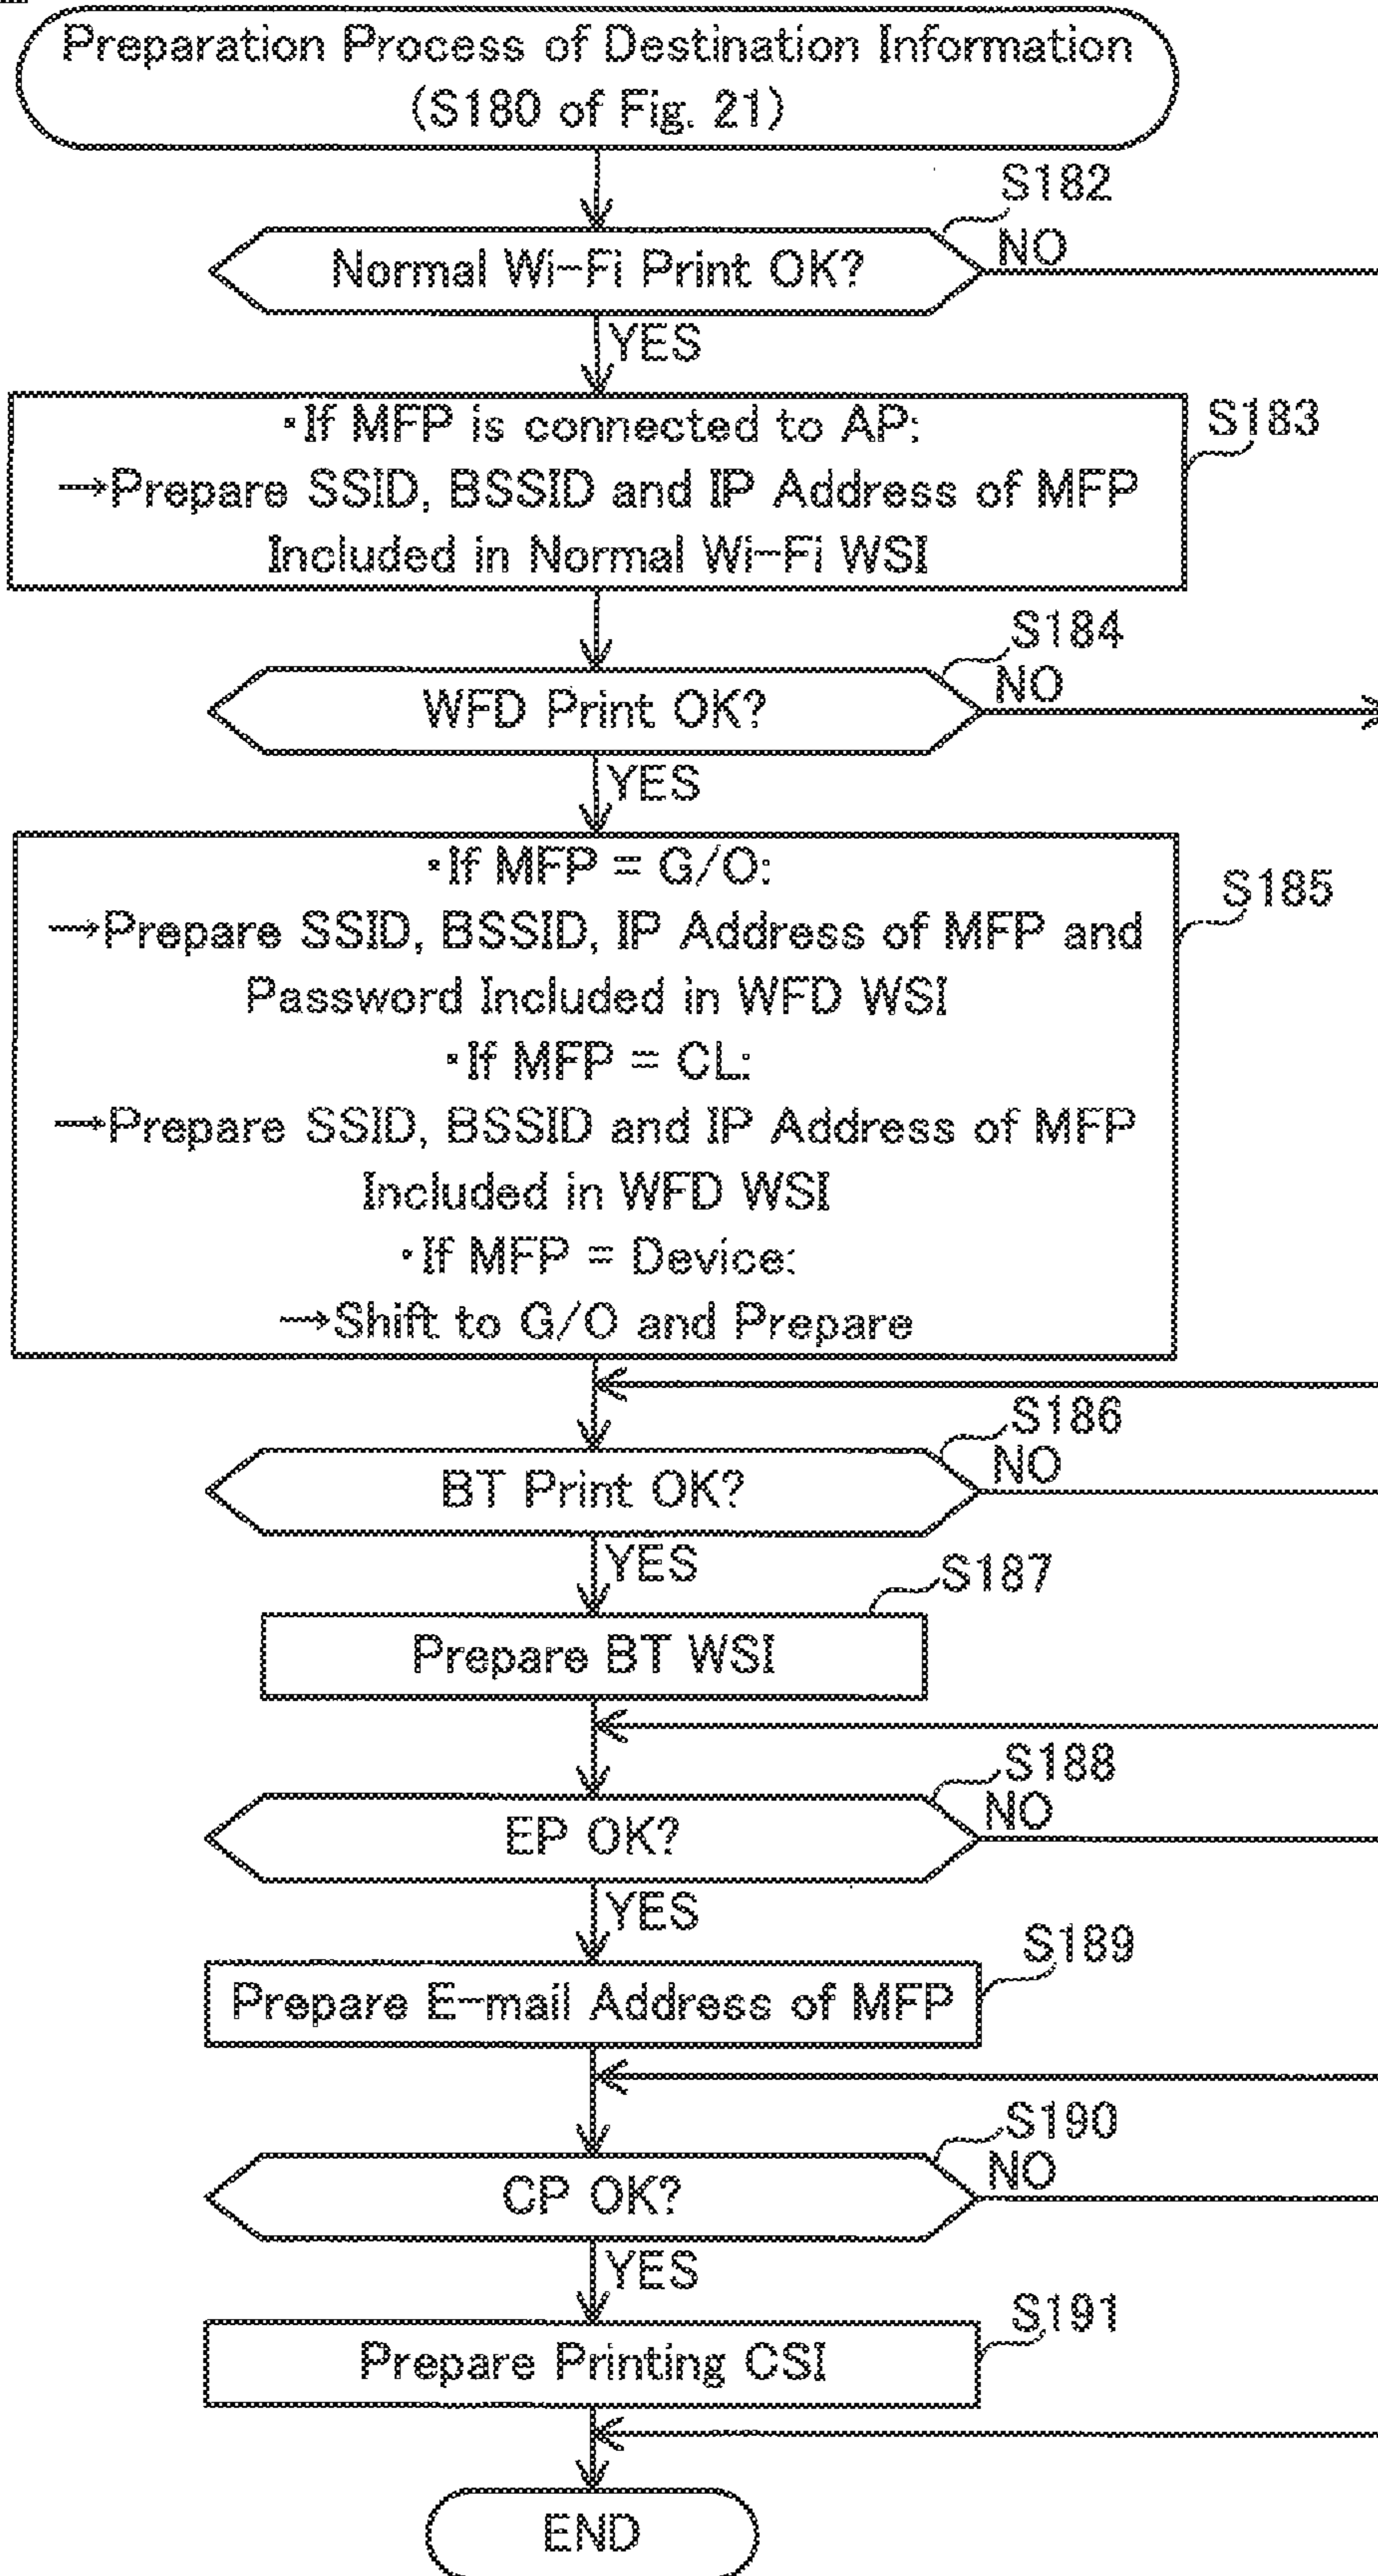 Preparation Process of Destination Information
(S180 of Fig. 21)
S182
Normal Wi-Fi Print OK?
NO
YES
·If MFP is connected to AP:
→Prepare SSID, BSSID and IP Address of MFP
Included in Normal Wi-Fi WSI
S183
S184
WFD Print OK?
NO
YES
·If MFP = G/O:
→Prepare SSID, BSSID, IP Address of MFP and
Password Included in WFD WSI
·If MFP = CL:
→Prepare SSID, BSSID and IP Address of MFP
Included in WFD WSI
·If MFP = Device:
→Shift to G/O and Prepare
S185
S186
BT Print OK?
NO
YES
S187
Prepare BT WSI
S188
EP OK?
NO
YES
S189
Prepare E-mail Address of MFP
S190
CP OK?
NO
YES
S191
Prepare Printing CSI
END